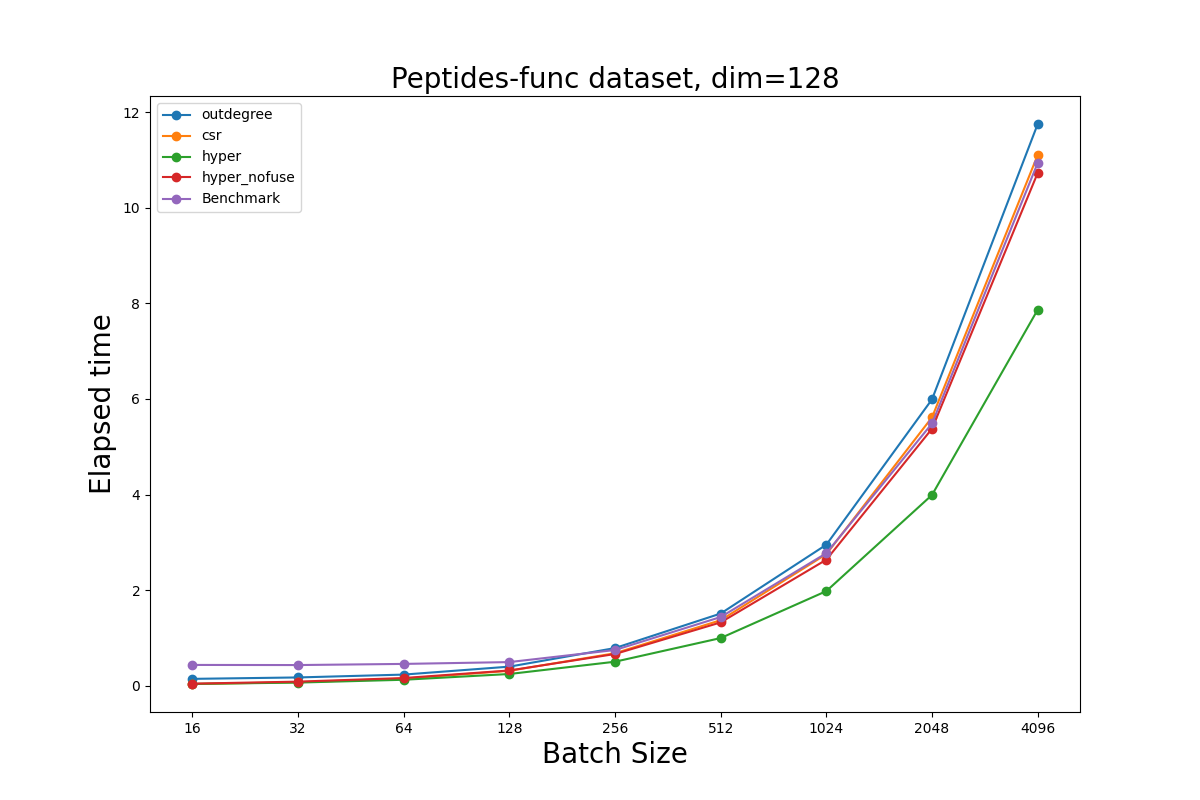 Peptides-func dataset, dim=128
outdegree
csr
hyper
hyper_nofuse
Benchmark
12
10
8
6
4
2
0
Elapsed time
16 32 64 128 256 512 1024 2048 4096
Batch Size